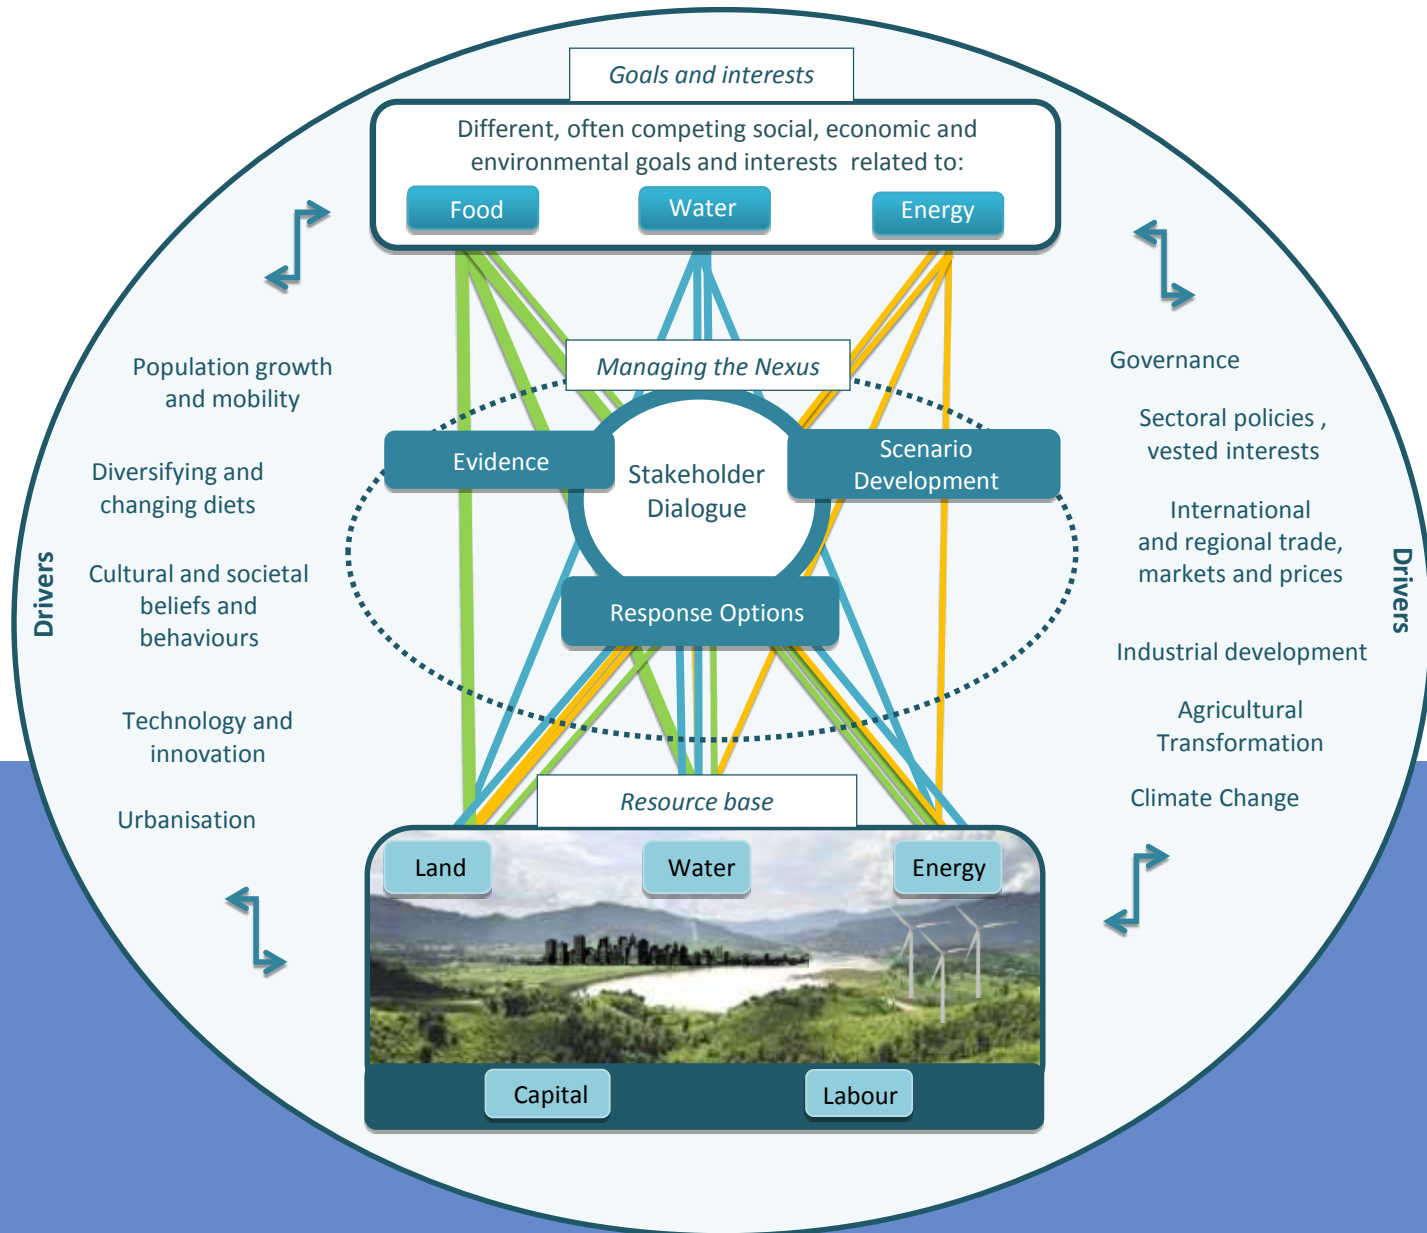 Goals and interests
Different, often competing social, economic and
environmental goals and interests related to:
Food
Water
Energy
Managing the Nexus
Evidence
Stakeholder
Dialogue
Scenario
Development
Response Options
Resource base
Land
Water
Energy
Capital
Labour
Drivers
Population growth
and mobility
Diversifying and
changing diets
Cultural and societal
beliefs and
behaviours
Technology and
innovation
Urbanisation
Governance
Sectoral policies ,
vested interests
International
and regional trade,
markets and prices
Industrial development
Agricultural
Transformation
Climate Change
Drivers